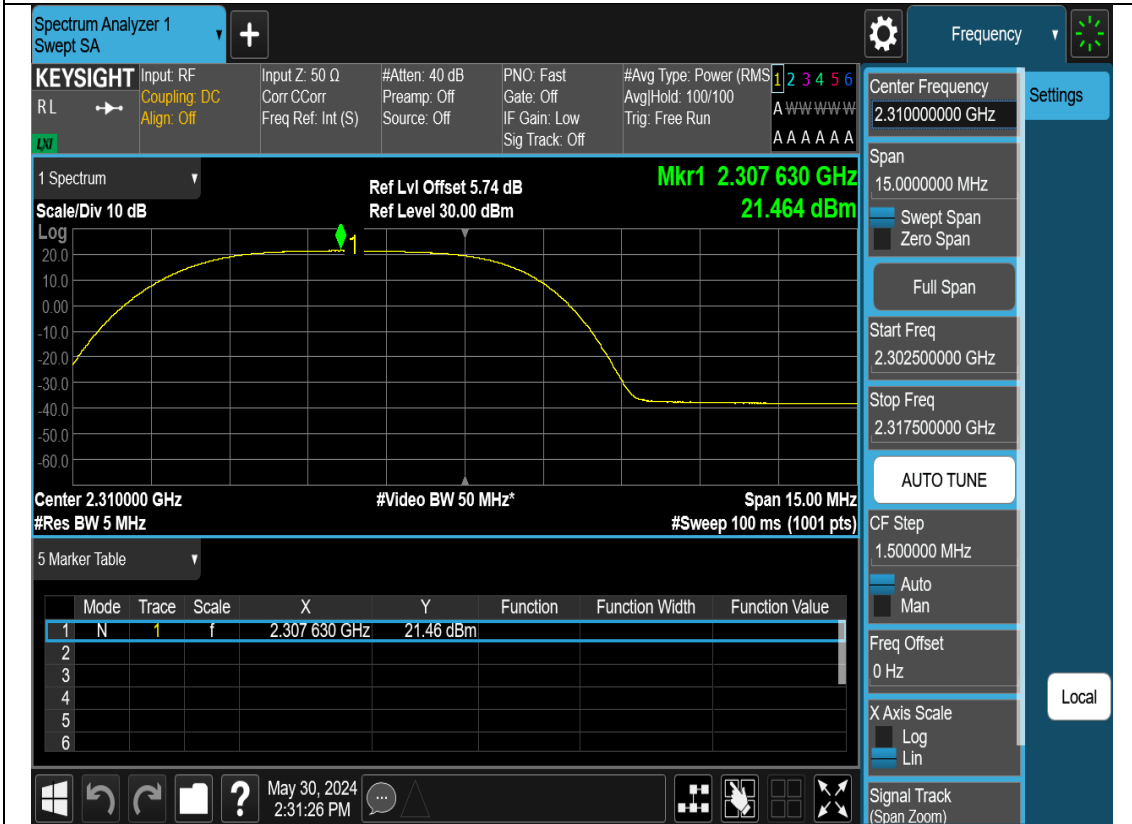 Spectrum Analyzer 1
Swept SA
Frequency
KEYSIGHT
R L
LXI
Input: RF
Coupling: DC
Align: Off
Input Z: 50 Ω
Corr CCorr
Freq Ref: Int (S)
#Atten: 40 dB
Preamp: Off
Source: Off
PNO: Fast
Gate: Off
IF Gain: Low
Sig Track: Off
#Avg Type: Power (RMS
Avg|Hold: 100/100
Trig: Free Run
1 2 3 4 5 6
A W W W W W
A A A A A A
1 Spectrum
Scale/Div 10 dB
Ref Lvl Offset 5.74 dB
Ref Level 30.00 dBm
Mkr1 2.307 630 GHz
21.464 dBm
Log
1
20.0
10.0
0.00
-10.0
-20.0
-30.0
-40.0
-50.0
-60.0
Center 2.310000 GHz
#Video BW 50 MHz*
Span 15.00 MHz
#Res BW 5 MHz
#Sweep 100 ms (1001 pts)
5 Marker Table
Mode Trace Scale X Y Function Function Width Function Value
1 N 1 f 2.307 630 GHz 21.46 dBm
2
3
4
5
6
?
May 30, 2024
2:31:26 PM
Center Frequency
2.310000000 GHz
Settings
Span
15.0000000 MHz
Swept Span
Zero Span
Full Span
Start Freq
2.302500000 GHz
Stop Freq
2.317500000 GHz
AUTO TUNE
CF Step
1.500000 MHz
Auto
Man
Freq Offset
0 Hz
X Axis Scale
Log
Lin
Local
Signal Track
(Span Zoom)